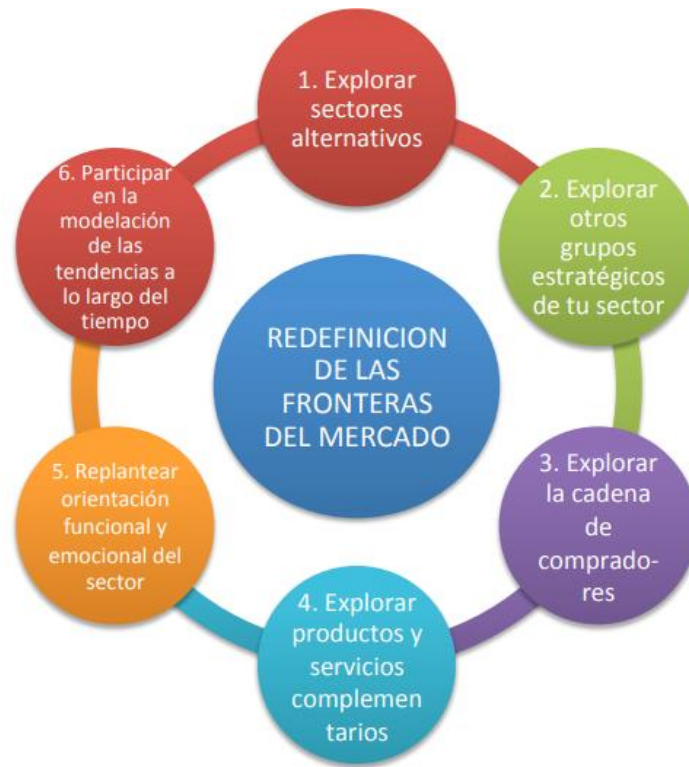 1. Explorar
sectores
alternativos
2. Explorar
otros
grupos
estratégicos
de tu sector
3. Explorar
la cadena
de
comprado-
res
4. Explorar
productos y
servicios
complemen
tarios
5. Replantear
orientación
funcional y
emocional del
sector
6. Participar
en la
modelación
de las
tendencias a
lo largo del
tiempo
REDEFINICION
DE LAS
FRONTERAS
DEL MERCADO